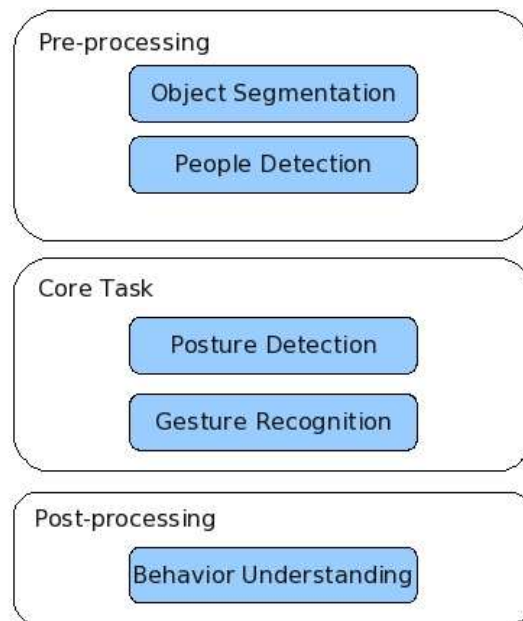 Pre-processing
Object Segmentation
People Detection
Core Task
Posture Detection
Gesture Recognition
Post-processing
Behavior Understanding